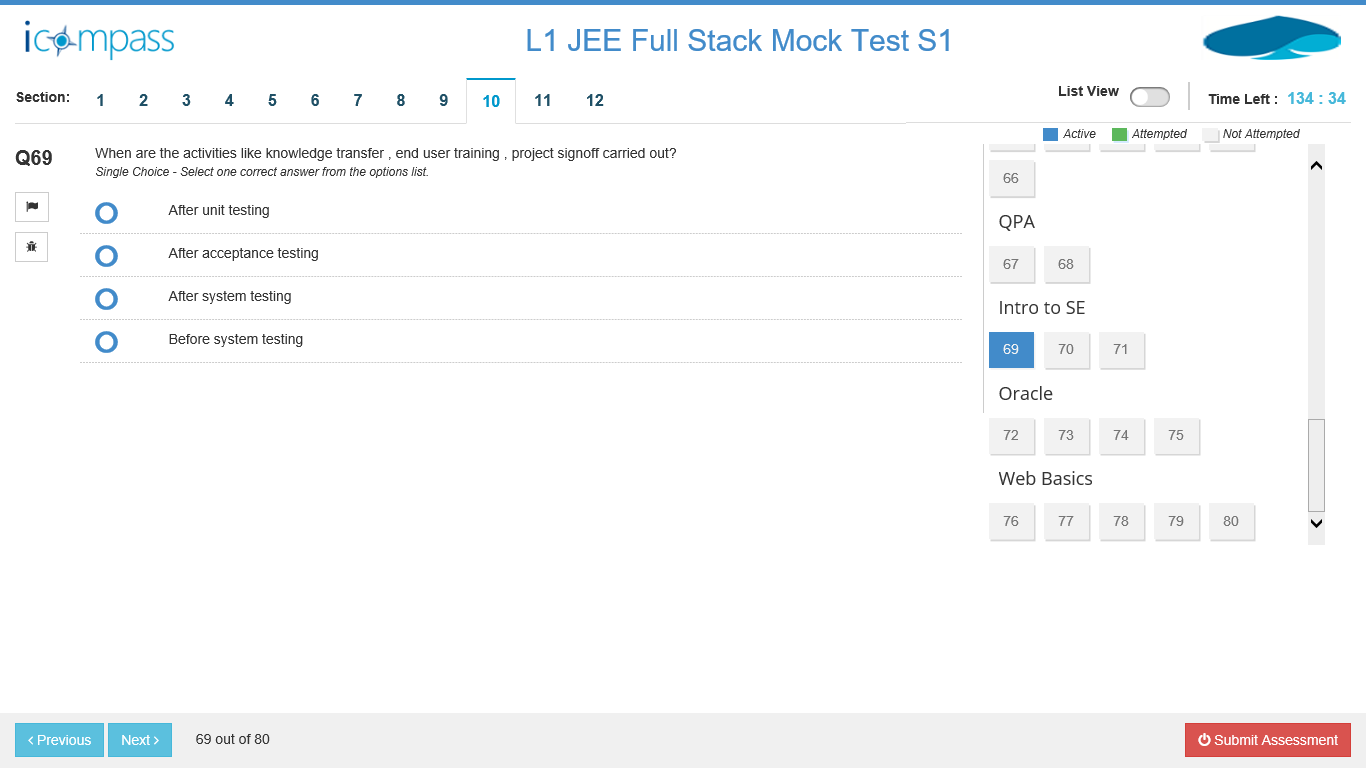 icompass
L1 JEE Full Stack Mock Test S1
Section: 1 2 3 4 5 6 7 8 9 10 11 12
List View
Time Left : 134 : 34
Active Attempted Not Attempted
Q69
When are the activities like knowledge transfer , end user training , project signoff carried out?
Single Choice - Select one correct answer from the options list.
After unit testing
After acceptance testing
After system testing
Before system testing
66
QPA
67 68
Intro to SE
69 70 71
Oracle
72 73 74 75
Web Basics
76 77 78 79 80
‹ Previous
Next ›
69 out of 80
Submit Assessment